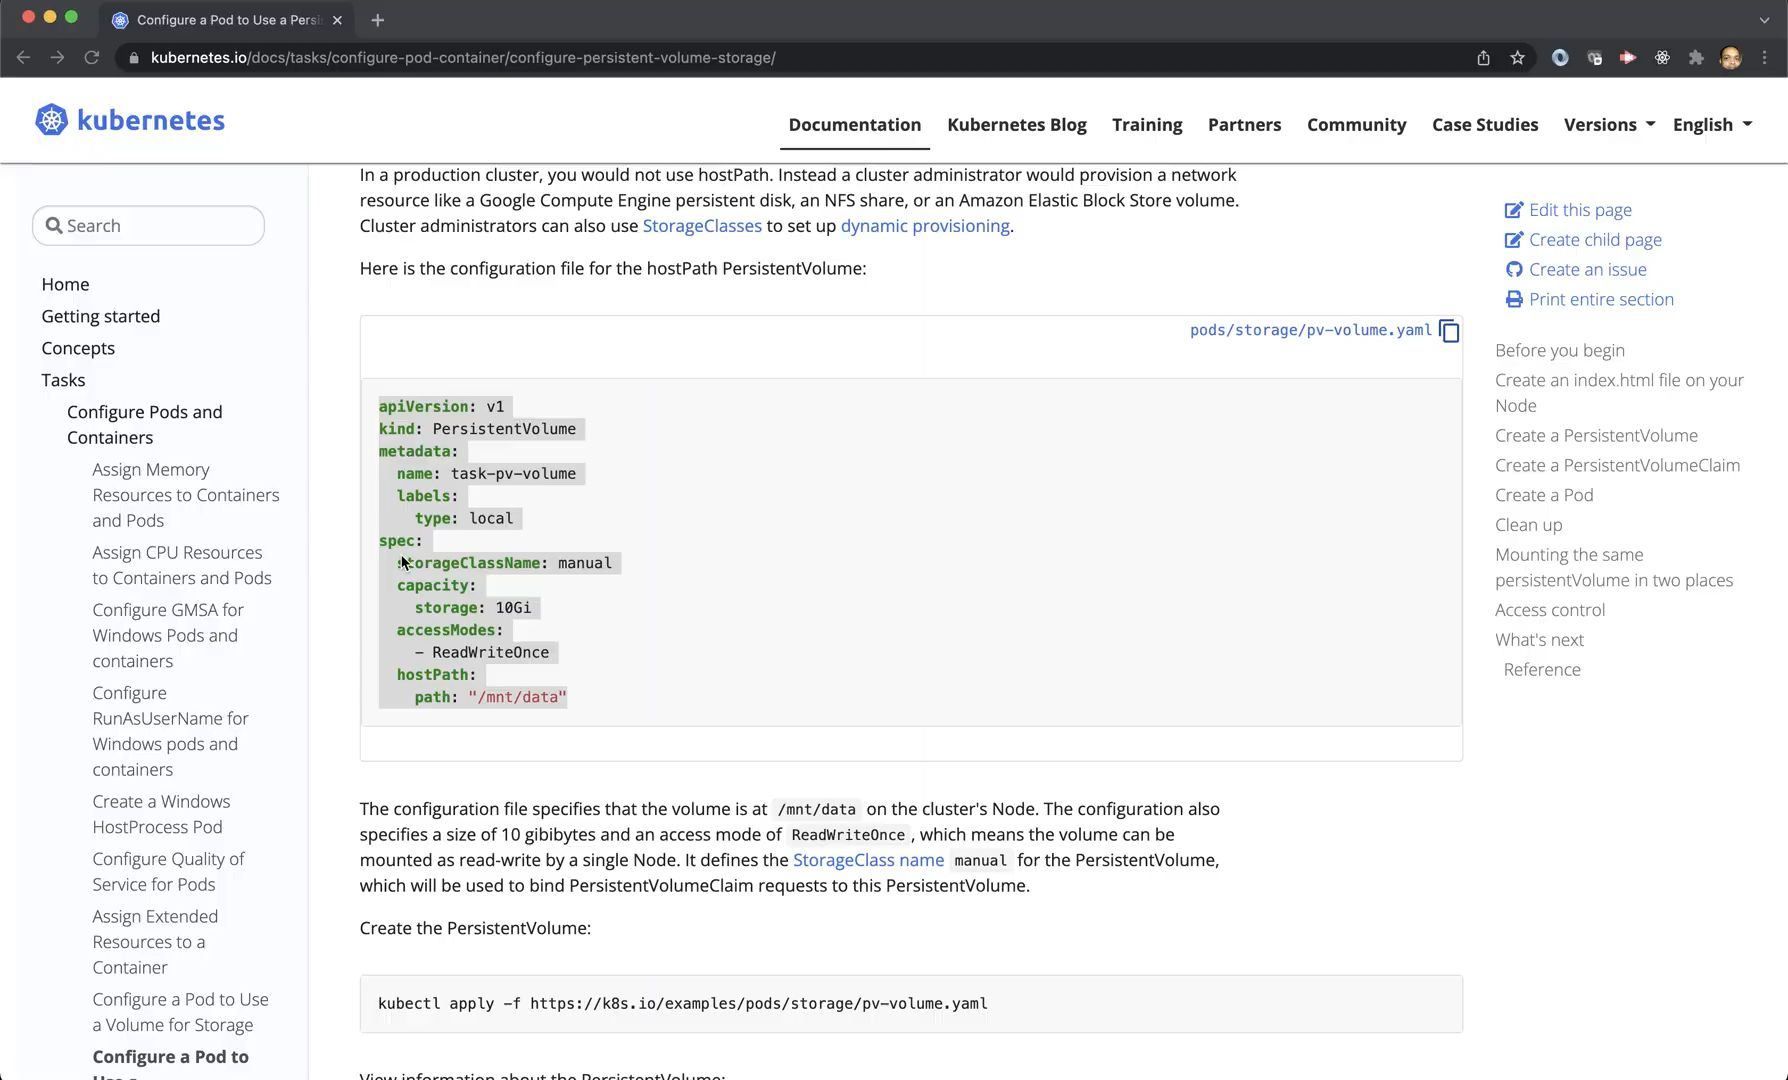 Configure a Pod to Use a Persi
kubernetes.io/docs/tasks/configure-pod-container/configure-persistent-volume-storage/
kubernetes
Documentation
Kubernetes Blog
Training
Partners
Community
Case Studies
Versions
English
Search
Home
Getting started
Concepts
Tasks
Configure Pods and
Containers
Assign Memory
Resources to Containers
and Pods
Assign CPU Resources
to Containers and Pods
Configure GMSA for
Windows Pods and
containers
Configure
RunAsUserName for
Windows pods and
containers
Create a Windows
HostProcess Pod
Configure Quality of
Service for Pods
Assign Extended
Resources to a
Container
Configure a Pod to Use
a Volume for Storage
Configure a Pod to
In a production cluster, you would not use hostPath. Instead a cluster administrator would provision a network
resource like a Google Compute Engine persistent disk, an NFS share, or an Amazon Elastic Block Store volume.
Cluster administrators can also use StorageClasses to set up dynamic provisioning.
Here is the configuration file for the hostPath PersistentVolume:
pods/storage/pv-volume.yaml
apiVersion: v1
kind: PersistentVolume
metadata:
  name: task-pv-volume
  labels:
    type: local
spec:
  storageClassName: manual
  capacity:
    storage: 10Gi
  accessModes:
    - ReadWriteOnce
  hostPath:
    path: "/mnt/data"
The configuration file specifies that the volume is at /mnt/data on the cluster's Node. The configuration also
specifies a size of 10 gibibytes and an access mode of ReadWriteOnce, which means the volume can be
mounted as read-write by a single Node. It defines the StorageClass name manual for the PersistentVolume,
which will be used to bind PersistentVolumeClaim requests to this PersistentVolume.
Create the PersistentVolume:
kubectl apply -f https://k8s.io/examples/pods/storage/pv-volume.yaml
View information about the PersistentVolume:
Edit this page
Create child page
Create an issue
Print entire section
Before you begin
Create an index.html file on your
Node
Create a PersistentVolume
Create a PersistentVolumeClaim
Create a Pod
Clean up
Mounting the same
persistentVolume in two places
Access control
What's next
Reference